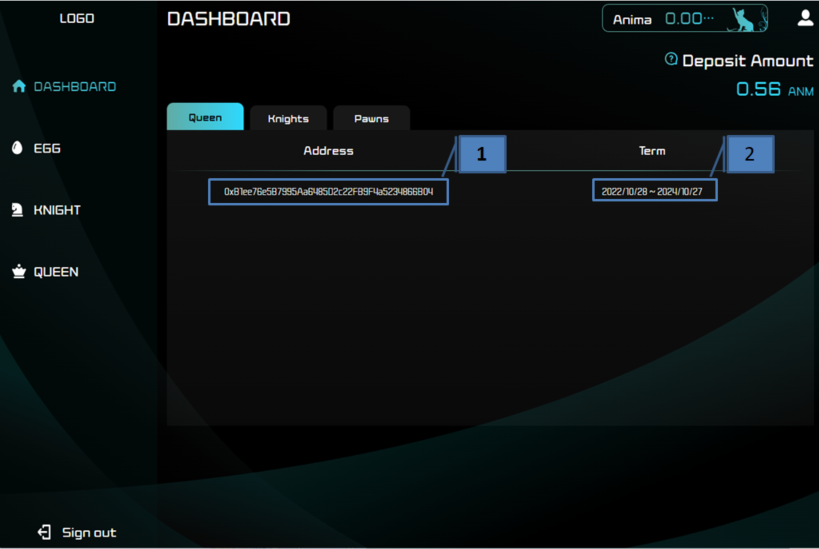 LOGO
DASHBOARD
Anima 0.00...
Deposit Amount
0.56 ANM
DASHBOARD
EGG
KNIGHT
QUEEN
Queen Knights Pawns
Address 1 Term 2
2022/10/28 ~ 2024/10/27
Sign out